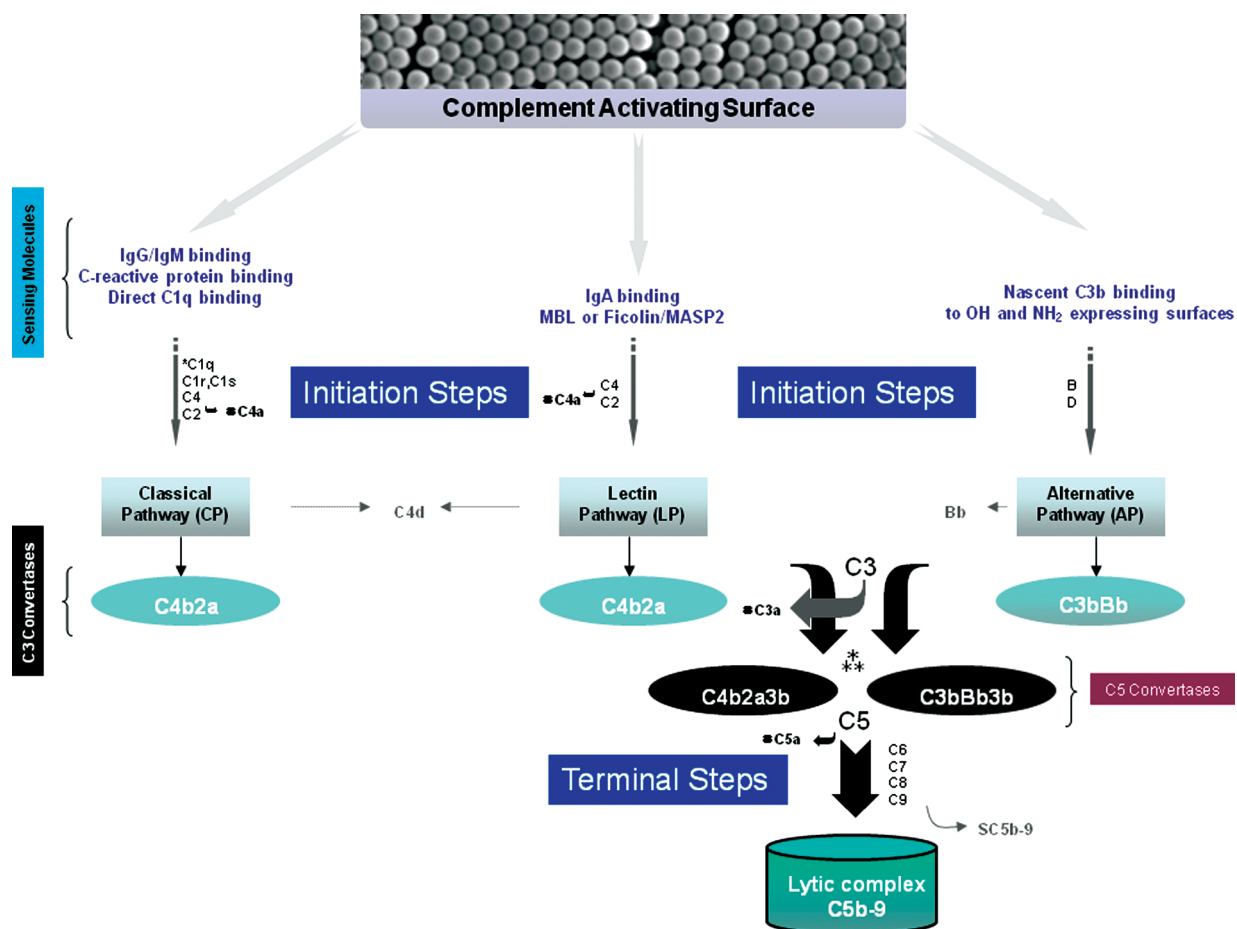 Complement Activating Surface
Sensing Molecules
IgG/IgM binding
C-reactive protein binding
Direct C1q binding
IgA binding
MBL or Ficolin/MASP2
Nascent C3b binding
to OH and NH₂ expressing surfaces
*C1q
C1r,C1s
C4
C2
#C4a
Initiation Steps
#C4a
C4
C2
Initiation Steps
B
D
Classical
Pathway (CP)
C4d
Lectin
Pathway (LP)
Bb
Alternative
Pathway (AP)
C3 Convertases
C4b2a
C4b2a
C3
#C3a
C3bBb
*
**
C4b2a3b
C3bBb3b
C5 Convertases
C5
#C5a
Terminal Steps
C6
C7
C8
C9
SC5b-9
Lytic complex
C5b-9